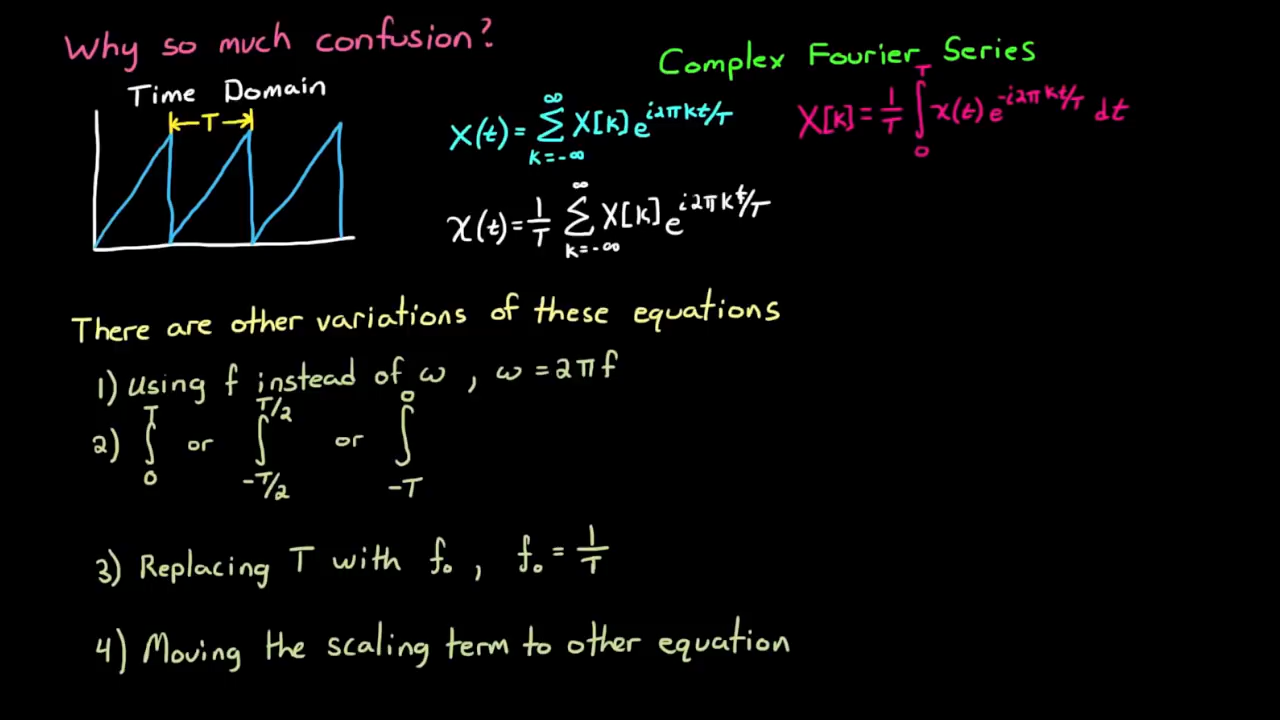 Why so much confusion?
Complex Fourier Series
Time Domain
T
X(t) = ∑_{k=-∞}^{∞} X[k] e^{i2πkt/T}
X[k] = 1/T ∫_0^T x(t) e^{-i2πkt/T} dt
x(t) = 1/T ∑_{k=-∞}^{∞} X[k] e^{i2πkt/T}
There are other variations of these equations
1) Using f instead of ω , ω = 2πf
2) ∫_0^T or ∫_{-T/2}^{T/2} or ∫_{-T}^0
3) Replacing T with f₀ , f₀ = 1/T
4) Moving the scaling term to other equation